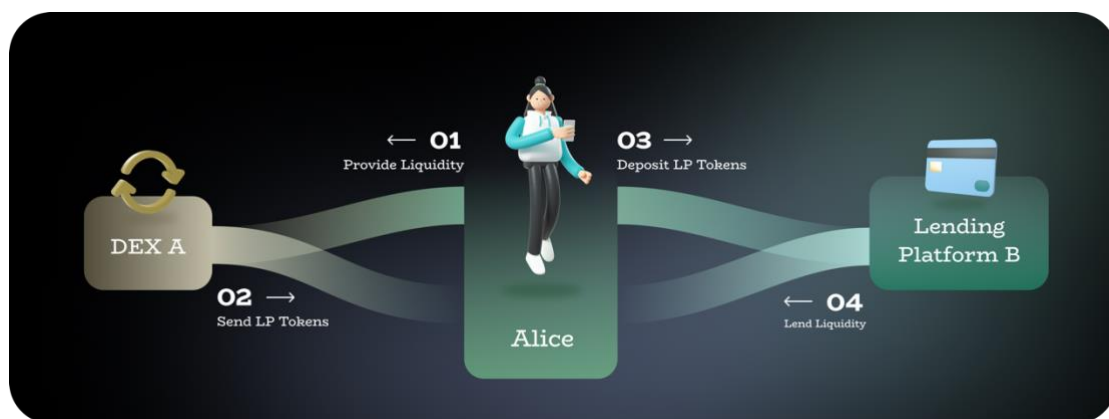 01
Provide Liquidity
DEX A
02
Send LP Tokens
Alice
03
Deposit LP Tokens
Lending
Platform B
04
Lend Liquidity